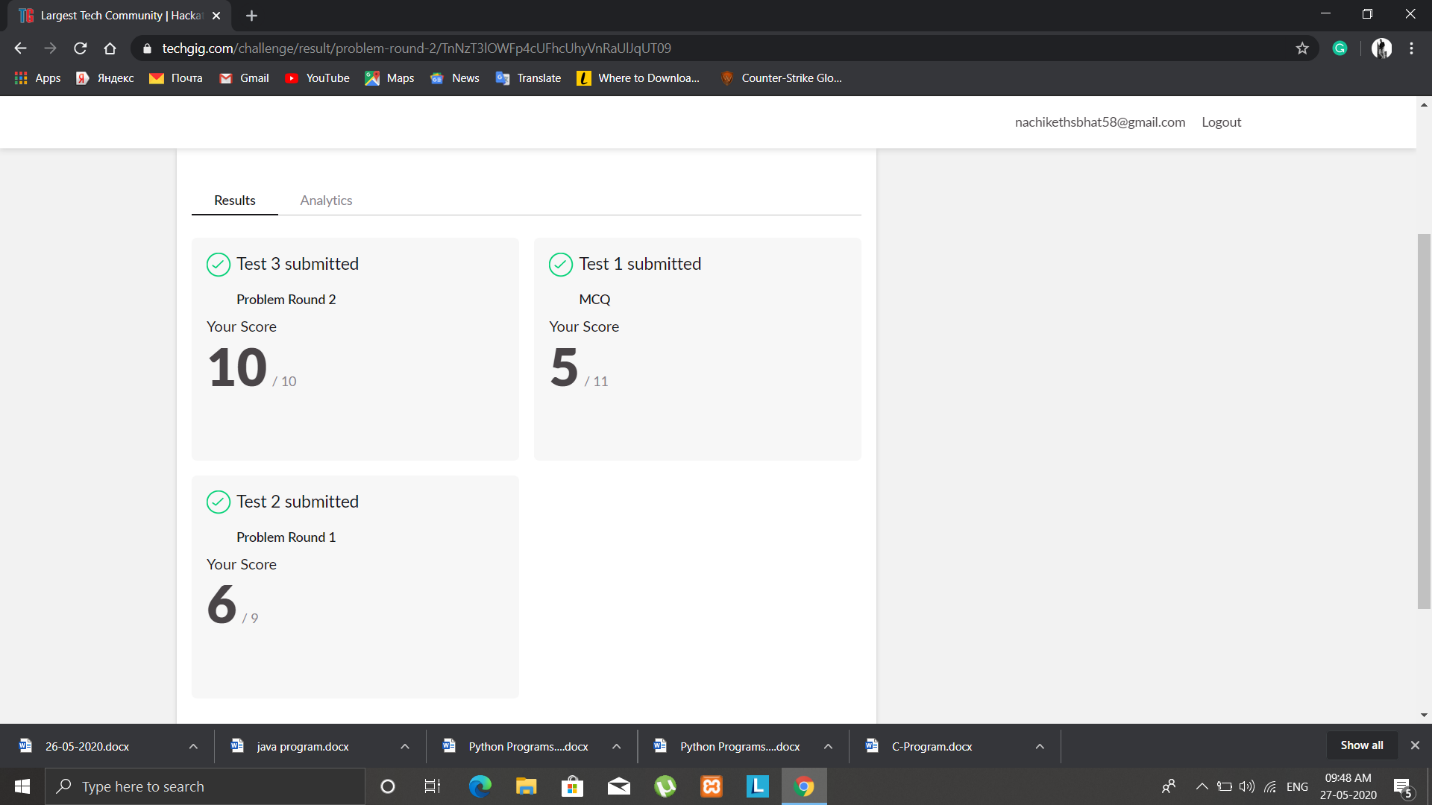 Largest Tech Community | Hacka
techgig.com/challenge/result/problem-round-2/TnNzT3lOWFp4cUFhcUhyVnRaUlJqUT09
Apps Яндекс Почта Gmail YouTube Maps News Translate Where to Downloa... Counter-Strike Glo...
nachikethsbhat58@gmail.com Logout
Results Analytics
Test 3 submitted
Problem Round 2
Your Score
10 / 10
Test 1 submitted
MCQ
Your Score
5 / 11
Test 2 submitted
Problem Round 1
Your Score
6 / 9
26-05-2020.docx java program.docx Python Programs....docx Python Programs....docx C-Program.docx Show all
Type here to search
ENG
09:48 AM
27-05-2020
5